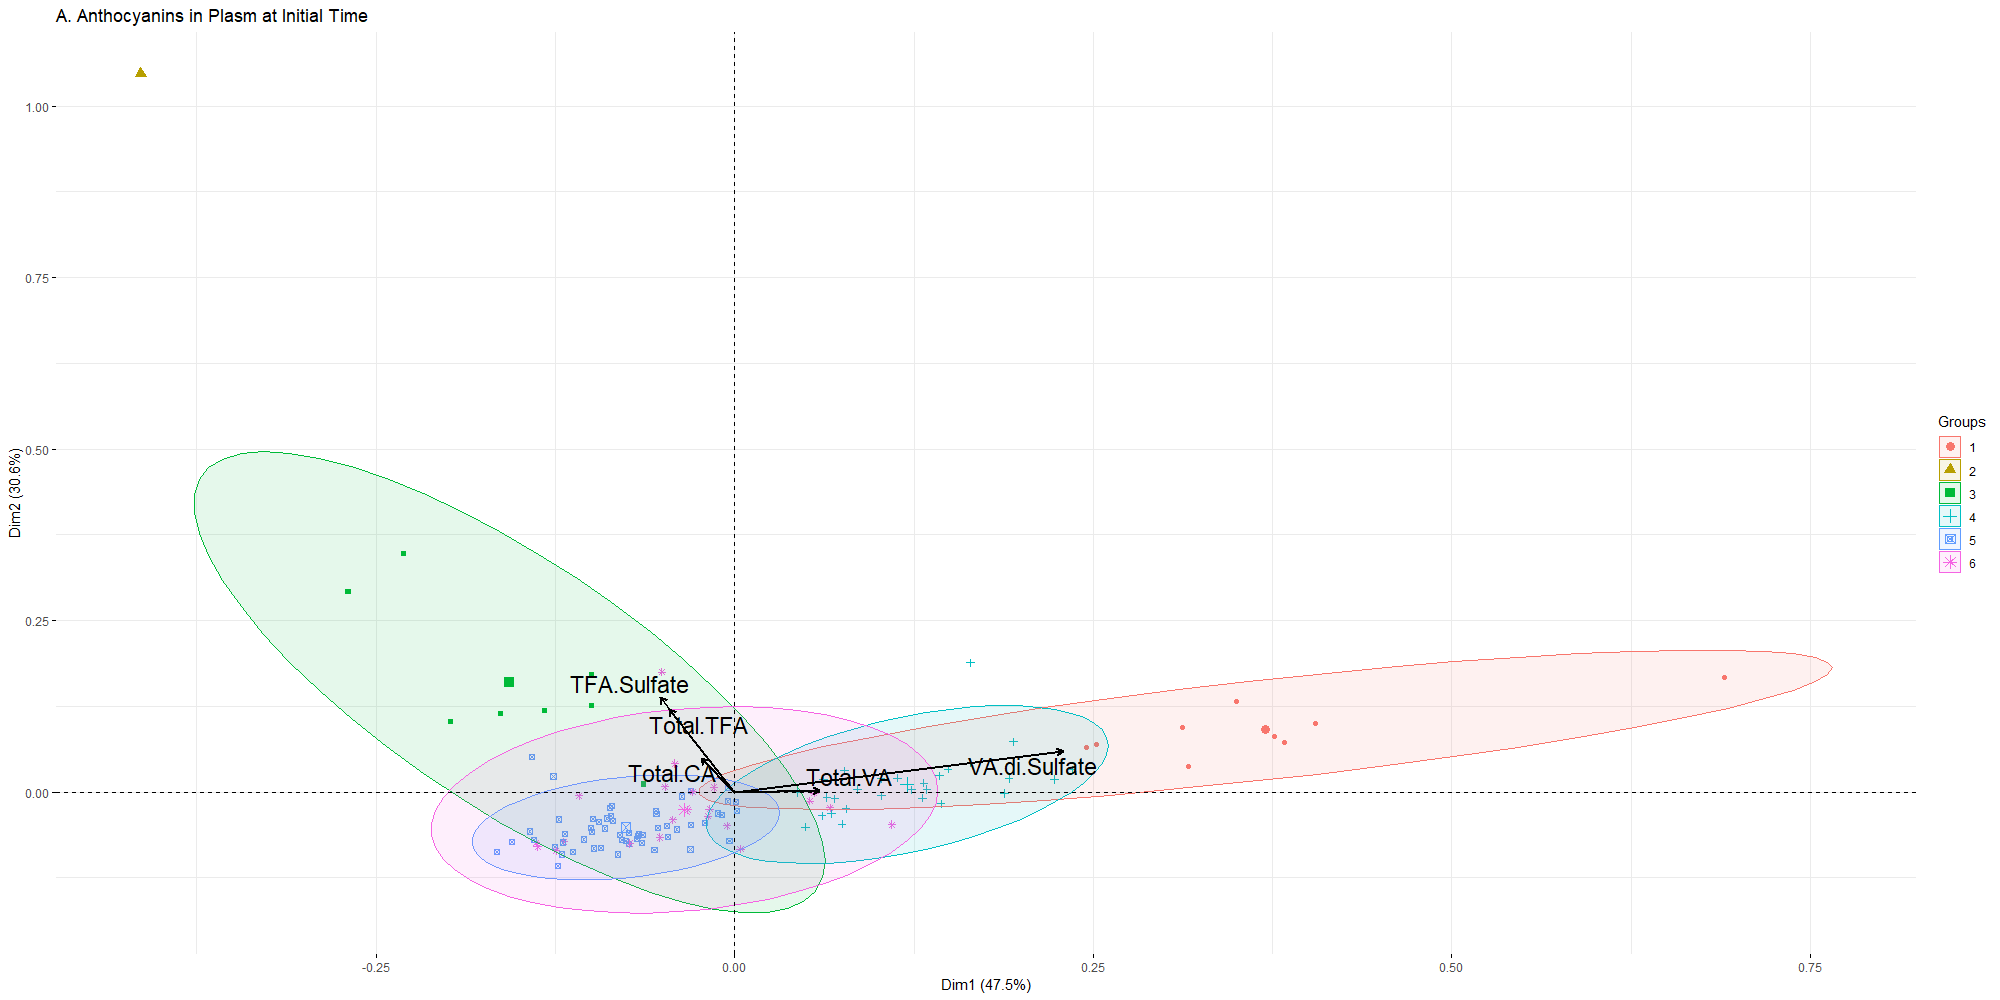 A. Anthocyanins in Plasm at Initial Time
1.00
0.75
0.50
0.25
0.00
Dim2 (30.6%)
TFA.Sulfate
Total.TFA
Total.CA
Total.VA
VA.di.Sulfate
-0.25
0.00
0.25
0.50
0.75
Dim1 (47.5%)
Groups
1
2
3
4
5
6